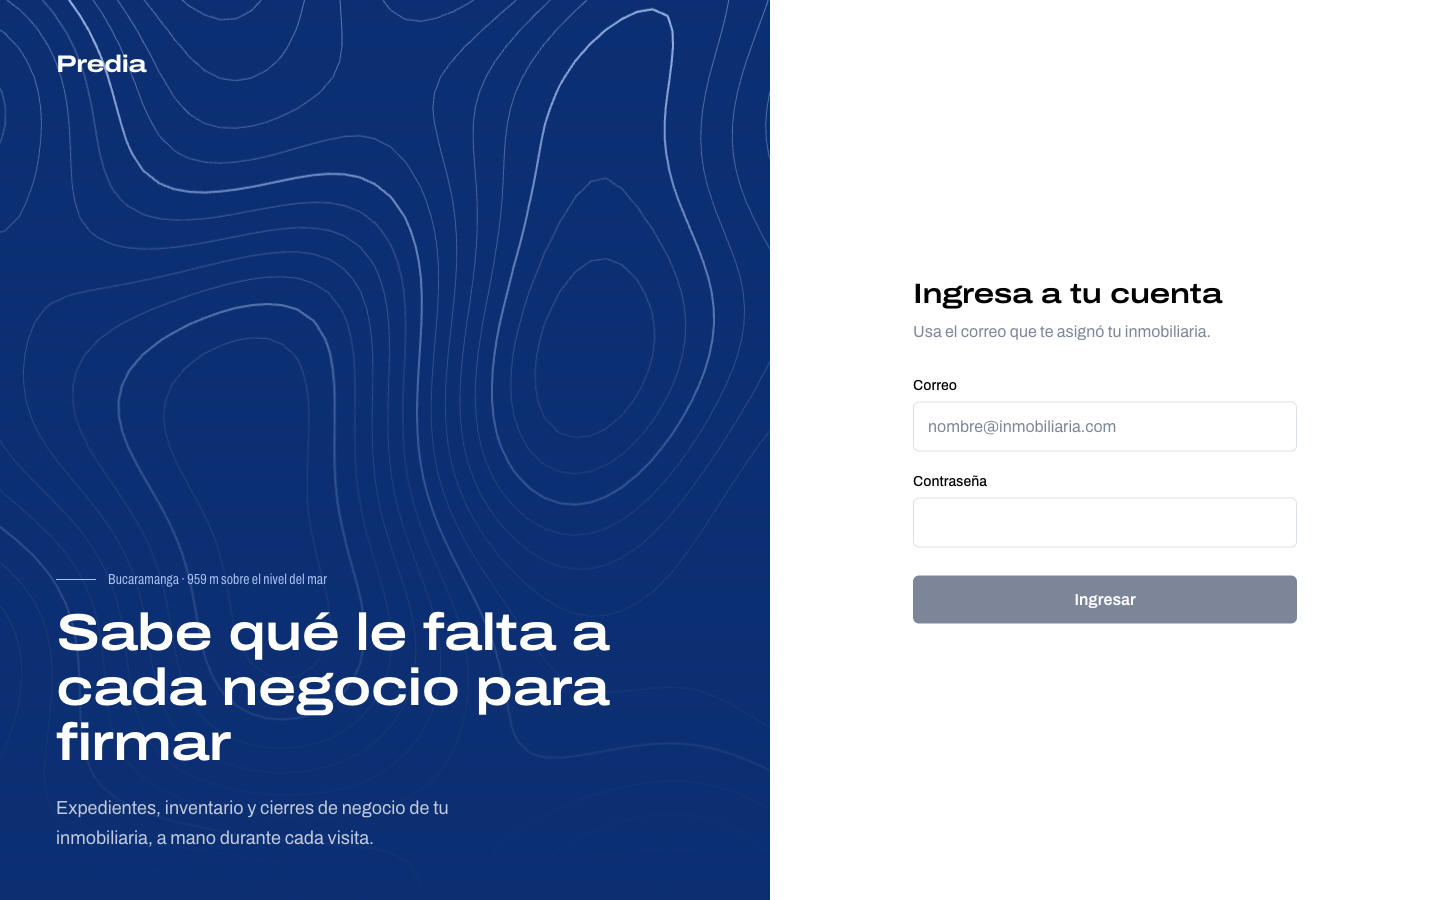 Predia
Bucaramanga · 959 m sobre el nivel del mar
Sabe qué le falta a
cada negocio para
firmar
Expedientes, inventario y cierres de negocio de tu
inmobiliaria, a mano durante cada visita.
Ingresa a tu cuenta
Usa el correo que te asignó tu inmobiliaria.
Correo
nombre@inmobiliaria.com
Contraseña
Ingresar